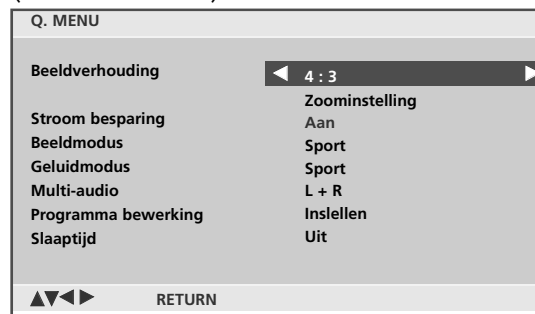 Q. MENU
Beeldverhouding ◀ 4 : 3 ▶
Zoominstelling
Stroom besparing Aan
Beeldmodus Sport
Geluidmodus Sport
Multi-audio L + R
Programma bewerking Inslellen
Slaaptijd Uit
▲▼◀ ▶ RETURN